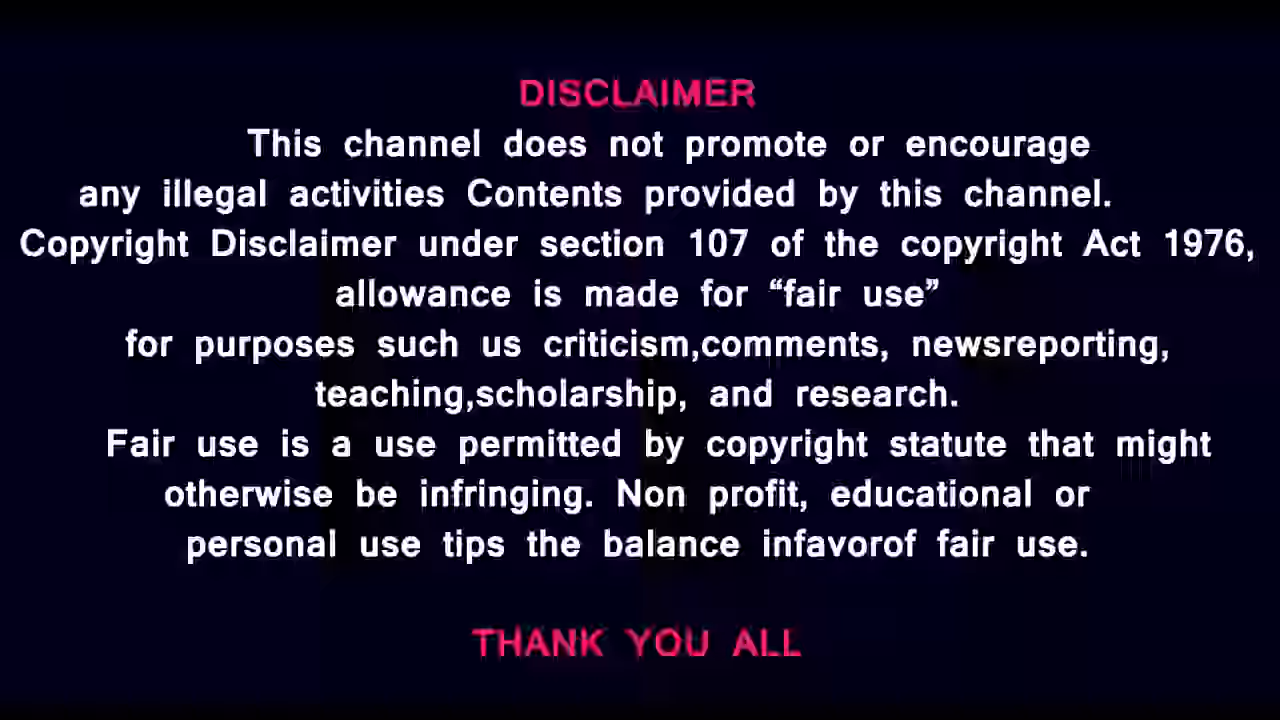 DISCLAIMER
This channel does not promote or encourage
any illegal activities Contents provided by this channel.
Copyright Disclaimer under section 107 of the copyright Act 1976,
allowance is made for “fair use”
for purposes such us criticism,comments, newsreporting,
teaching,scholarship, and research.
Fair use is a use permitted by copyright statute that might
otherwise be infringing. Non profit, educational or
personal use tips the balance infavorof fair use.
THANK YOU ALL